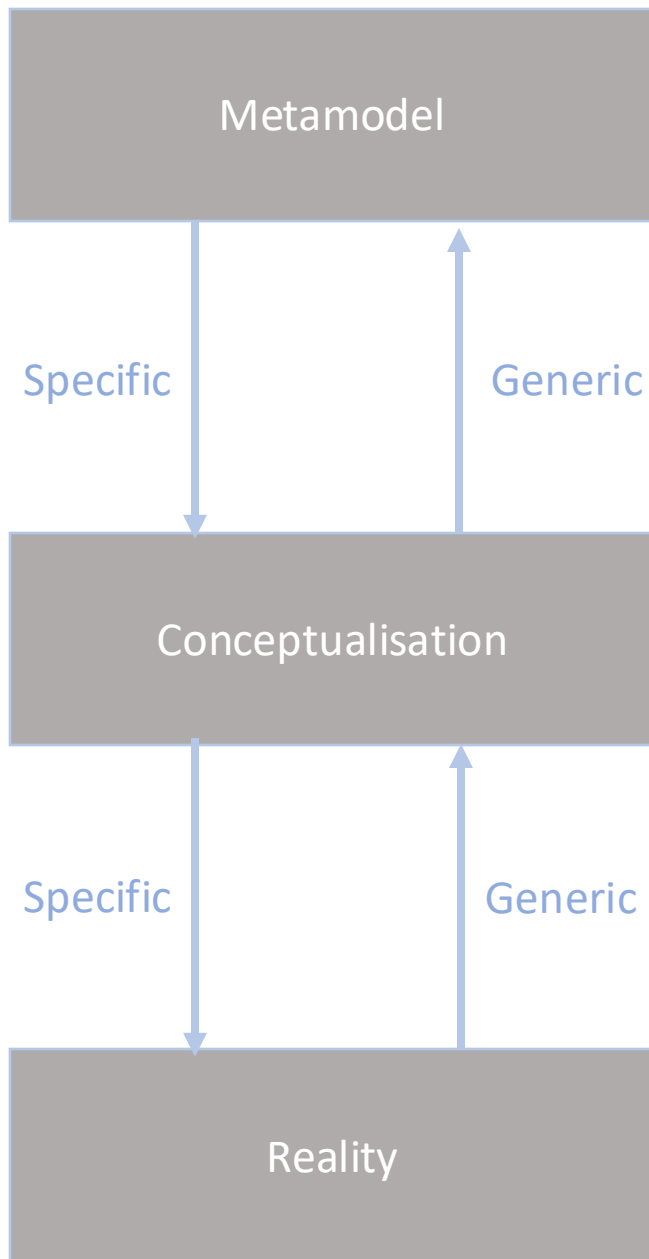 Metamodel
Specific
Generic
Conceptualisation
Specific
Generic
Reality